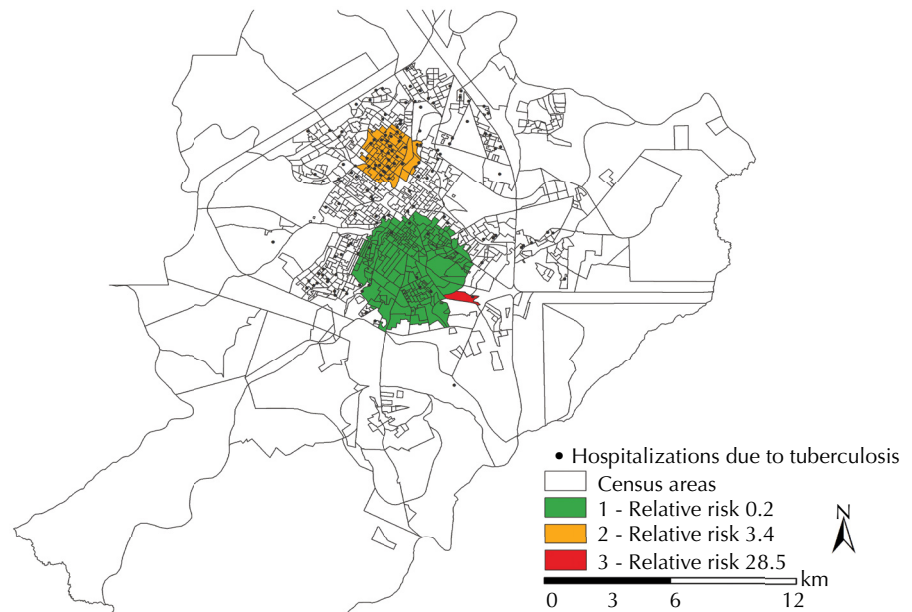 • Hospitalizations due to tuberculosis
Census areas
1 - Relative risk 0.2
2 - Relative risk 3.4
3 - Relative risk 28.5
N
km
0 3 6 12